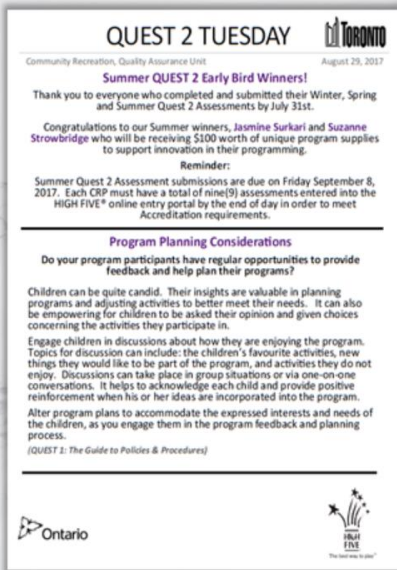 QUEST 2 TUESDAY
TORONTO
Community Recreation, Quality Assurance Unit
August 29, 2017
Summer QUEST 2 Early Bird Winners!
Thank you to everyone who completed and submitted their Winter, Spring
and Summer Quest 2 Assessments by July 31st.
Congratulations to our Summer winners, Jasmine Surkari and Suzanne
Strowbridge who will be receiving $100 worth of unique program supplies
to support innovation in their programming.
Reminder:
Summer Quest 2 Assessment submissions are due on Friday September 8,
2017. Each CRP must have a total of nine(9) assessments entered into the
HIGH FIVE® online entry portal by the end of day in order to meet
Accreditation requirements.
Program Planning Considerations
Do your program participants have regular opportunities to provide
feedback and help plan their programs?
Children can be quite candid. Their insights are valuable in planning
programs and adjusting activities to better meet their needs. It can also
be empowering for children to be asked their opinion and given choices
concerning the activities they participate in.
Engage children in discussions about how they are enjoying the program.
Topics for discussion can include: the children's favourite activities, new
things they would like to be part of the program, and activities they do not
enjoy. Discussions can take place in group situations or via one-on-one
conversations. It helps to acknowledge each child and provide positive
reinforcement when his or her ideas are incorporated into the program.
Alter program plans to accommodate the expressed interests and needs of
the children, as you engage them in the program feedback and planning
process.
(QUEST 1: The Guide to Policies & Procedures)
Ontario
HIGH
FIVE
The best way to play™